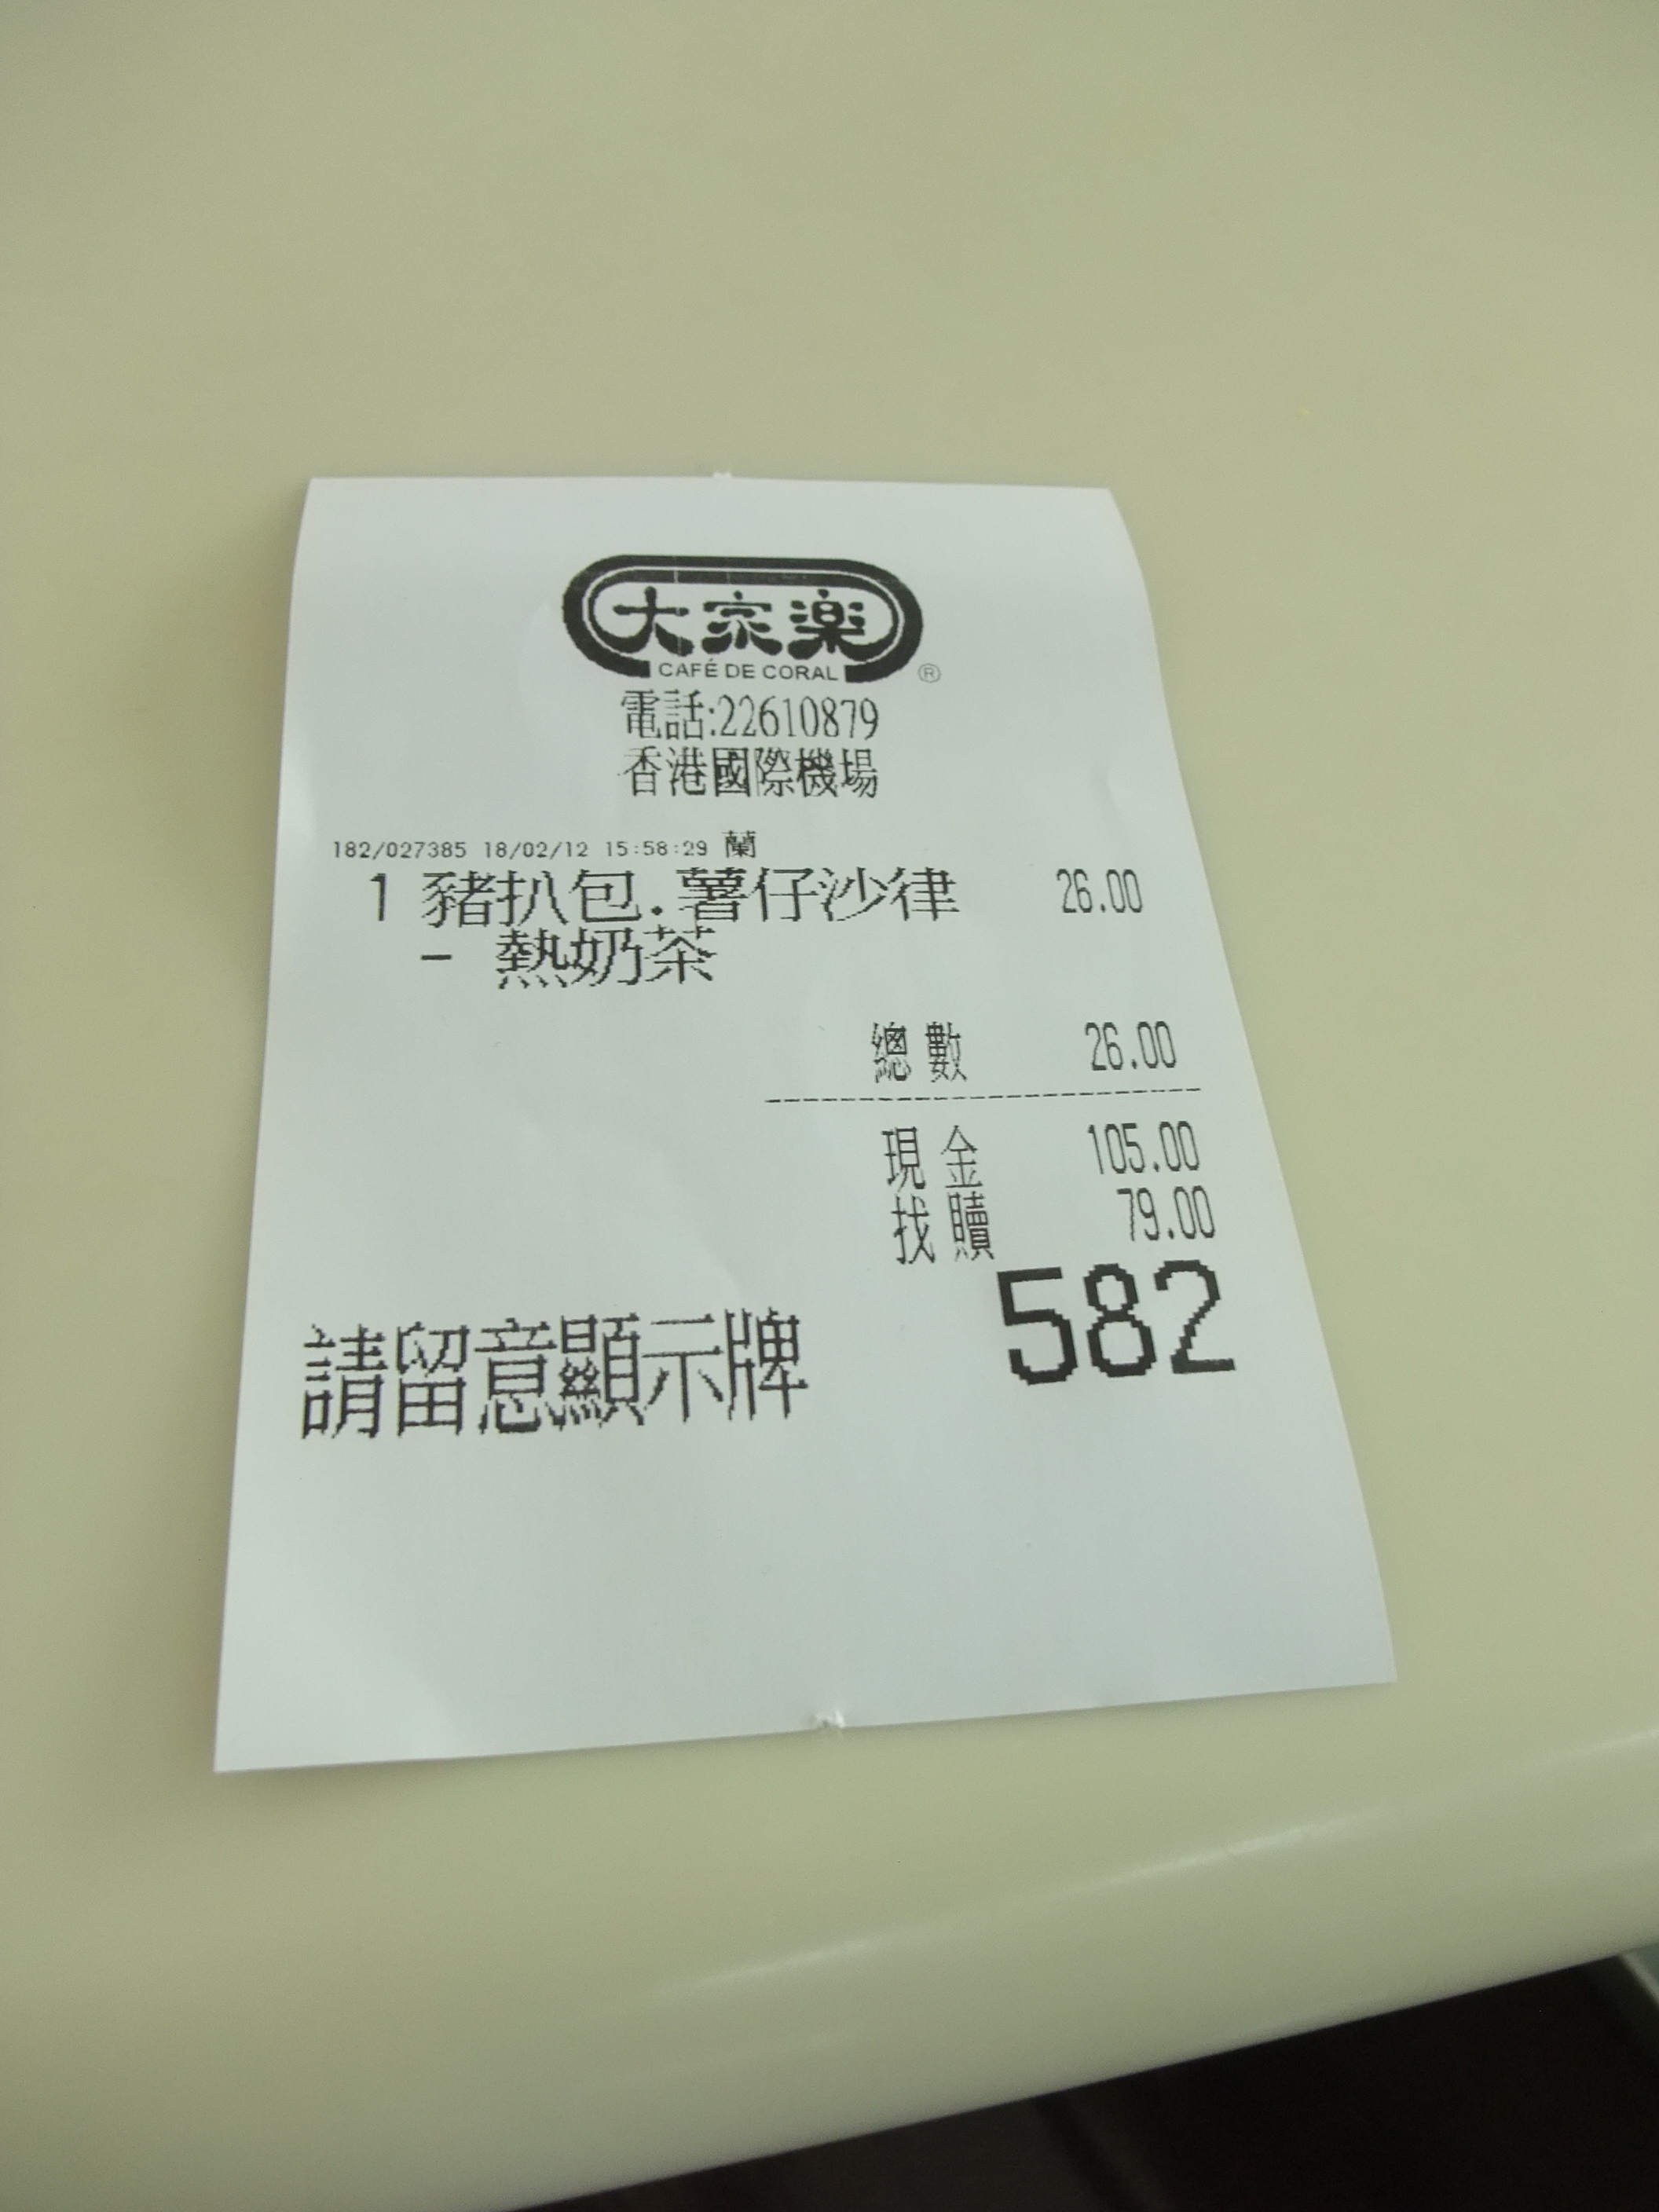 大家樂
CAFÉ DE CORAL ®
電話:22610879
香港國際機場
182/027385 18/02/12 15:58:29 蘭
1 豬扒包.薯仔沙律 26.00
- 熱奶茶
總數 26.00
現金 105.00
找贖 79.00
582
請留意顯示牌